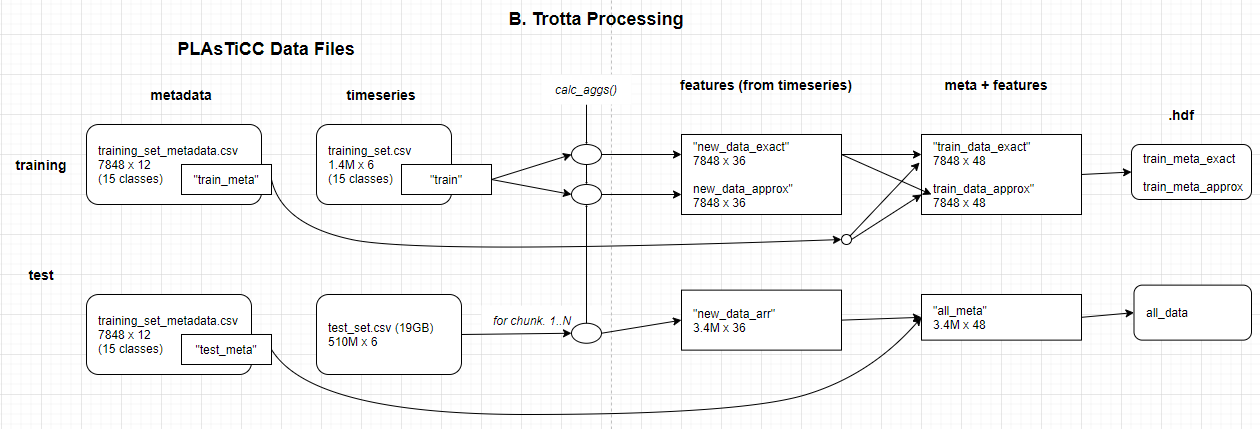 B. Trotta Processing
PLAsTiCC Data Files
metadata
timeseries
calc_aggs()
features (from timeseries)
meta + features
.hdf
training
training_set_metadata.csv
7848 x 12
(15 classes)
"train_meta"
training_set.csv
1.4M x 6
(15 classes)
"train"
"new_data_exact"
7848 x 36
new_data_approx"
7848 x 36
"train_data_exact"
7848 x 48
train_data_approx"
7848 x 48
train_meta_exact
train_meta_approx
test
training_set_metadata.csv
7848 x 12
(15 classes)
"test_meta"
test_set.csv (19GB)
510M x 6
for chunk. 1..N
"new_data_arr"
3.4M x 36
"all_meta"
3.4M x 48
all_data